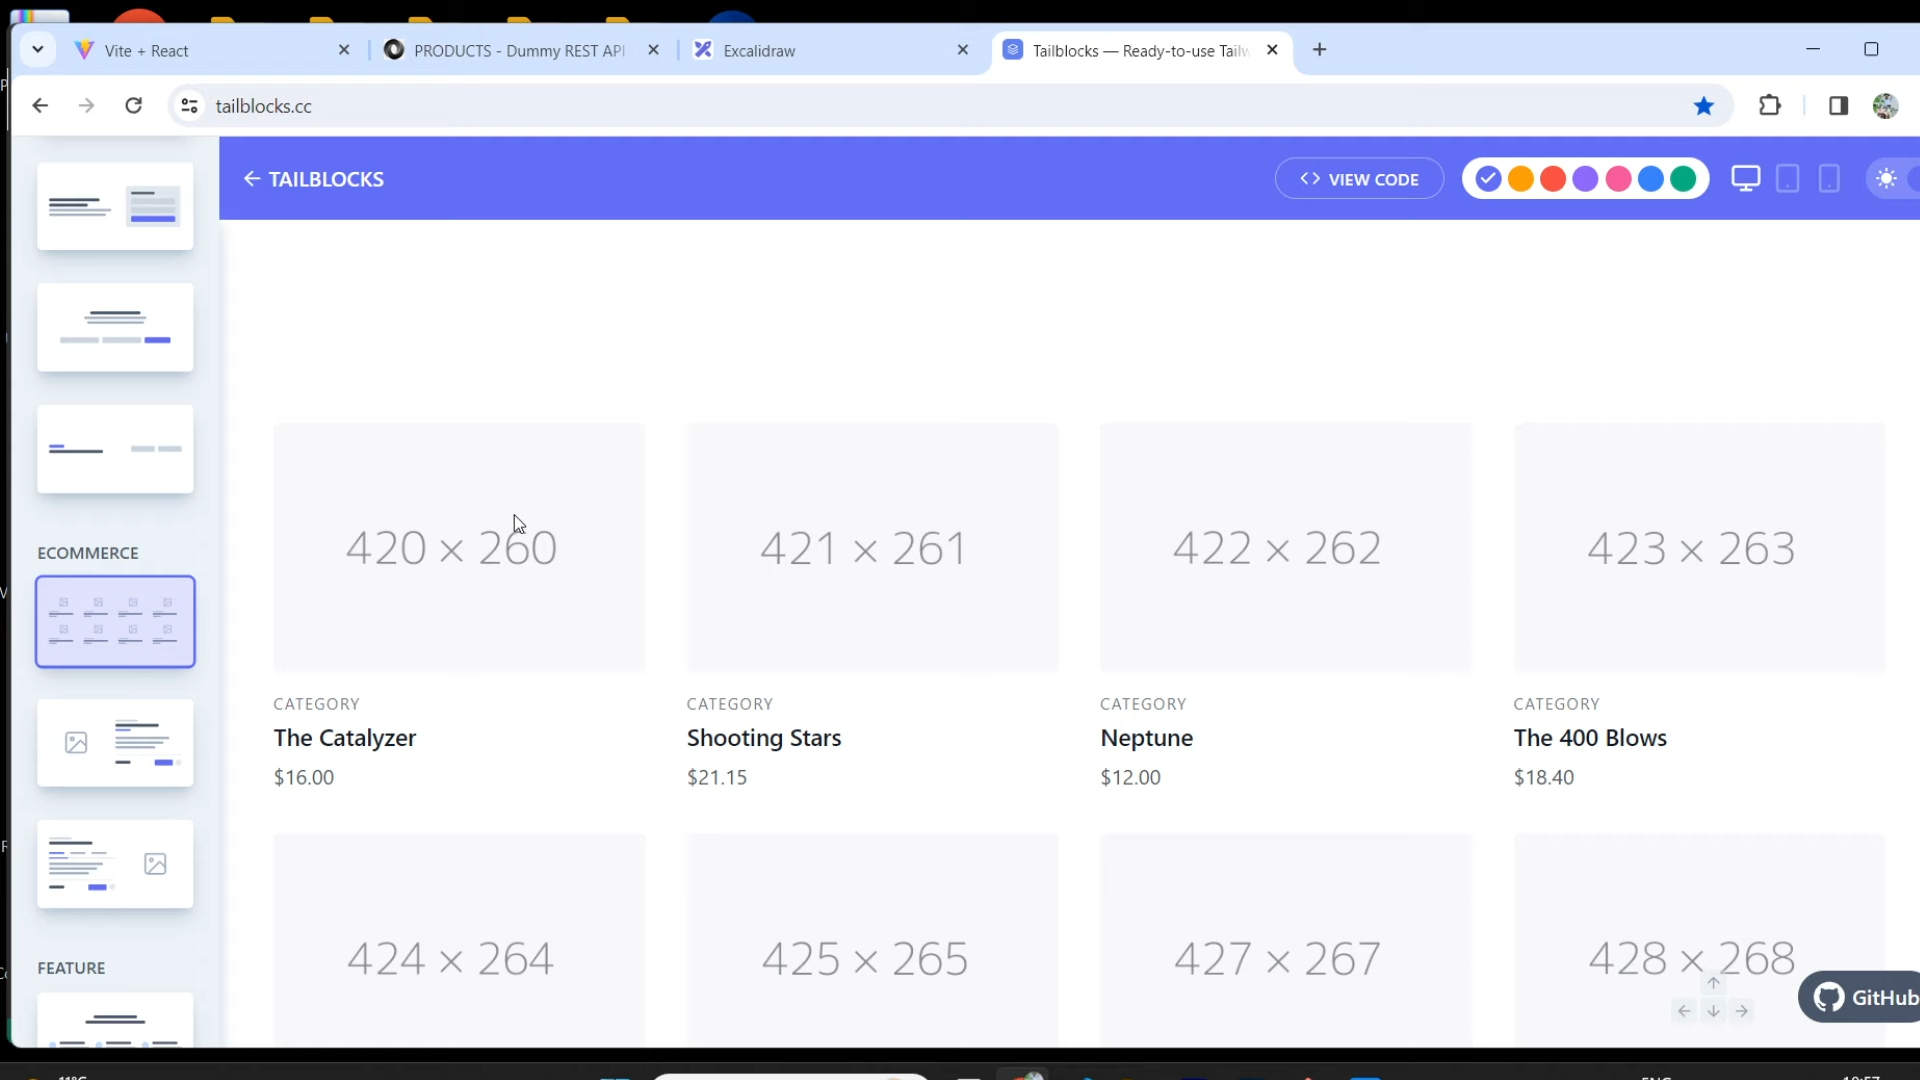 Vite + React
PRODUCTS - Dummy REST API
Excalidraw
Tailblocks — Ready-to-use Tailw
tailblocks.cc
← TAILBLOCKS
<> VIEW CODE
420 × 260
421 × 261
422 × 262
423 × 263
ECOMMERCE
CATEGORY
CATEGORY
CATEGORY
CATEGORY
The Catalyzer
Shooting Stars
Neptune
The 400 Blows
$16.00
$21.15
$12.00
$18.40
FEATURE
424 × 264
425 × 265
427 × 267
428 × 268
GitHub